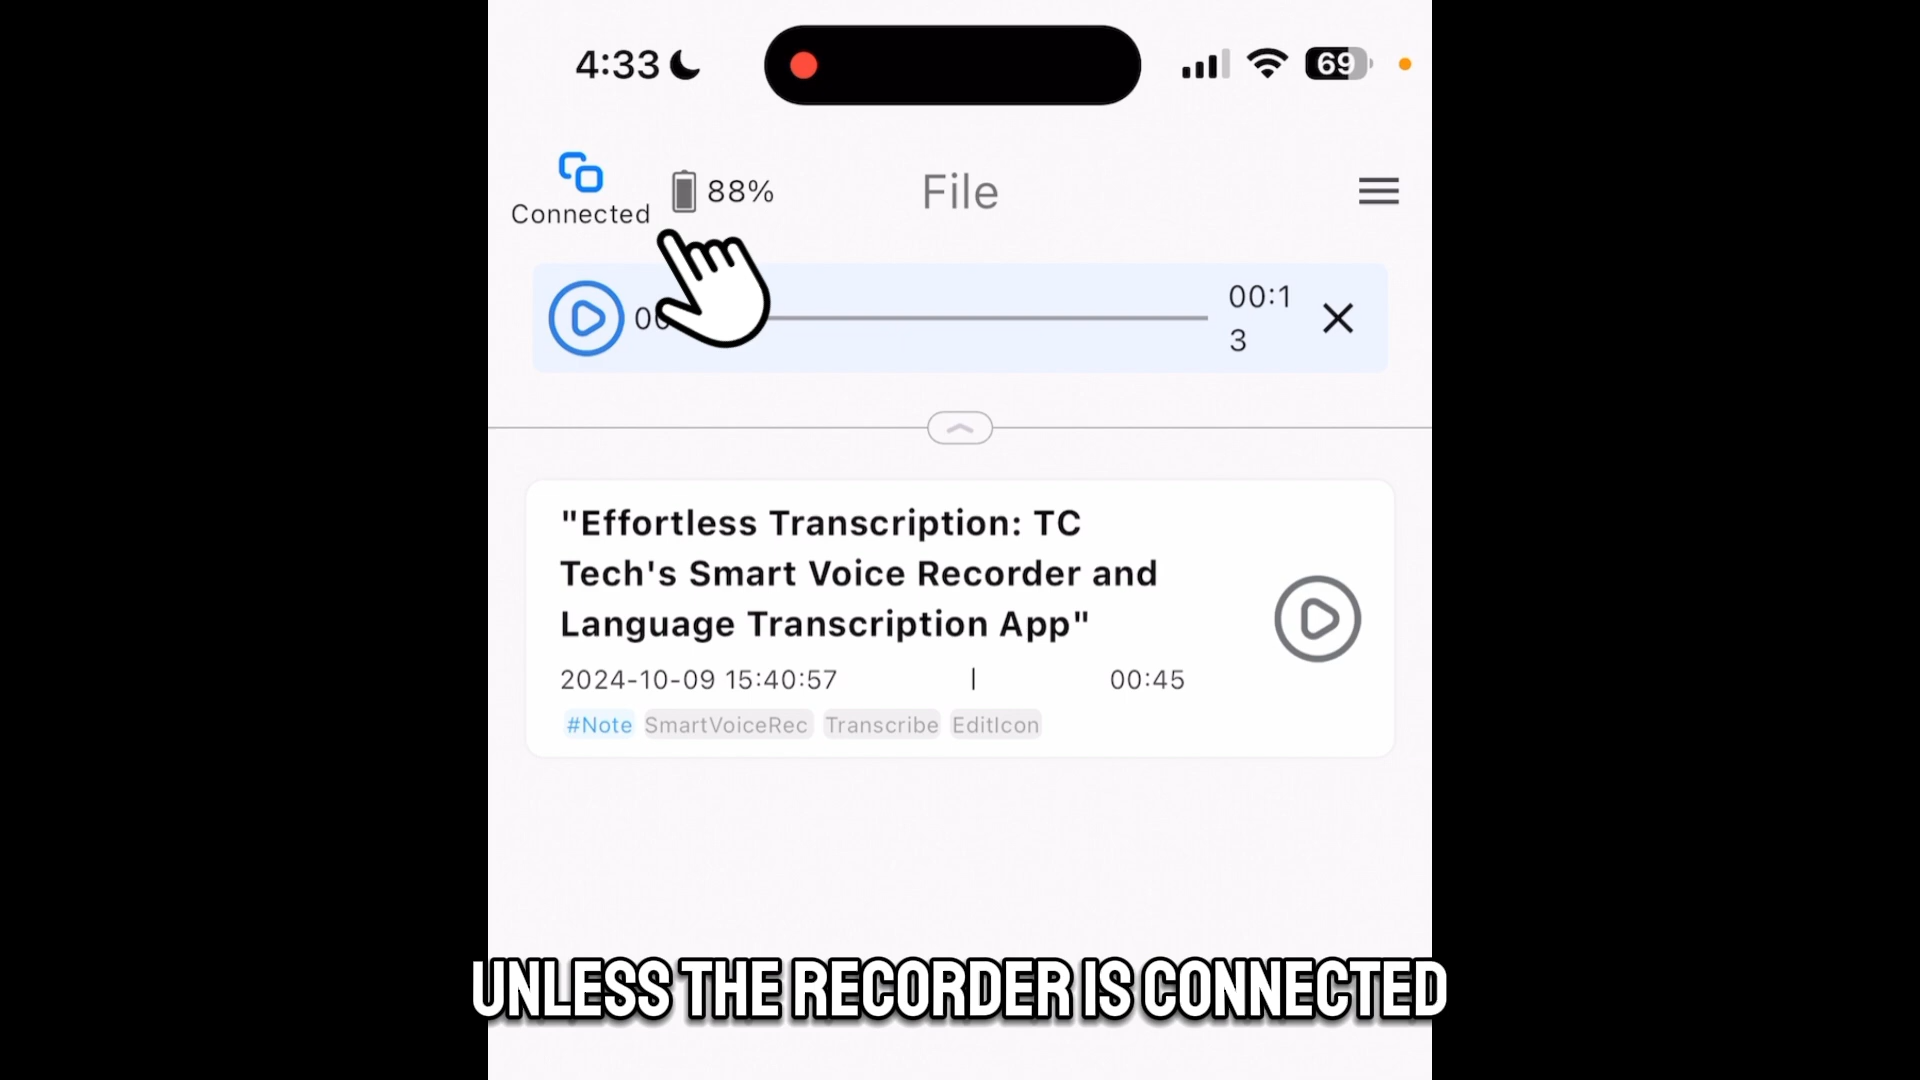 4:33
69
Connected
88%
File
00:1
3
"Effortless Transcription: TC
Tech's Smart Voice Recorder and
Language Transcription App"
2024-10-09 15:40:57 | 00:45
#Note SmartVoiceRec Transcribe EditIcon
UNLESS THE RECORDER IS CONNECTED